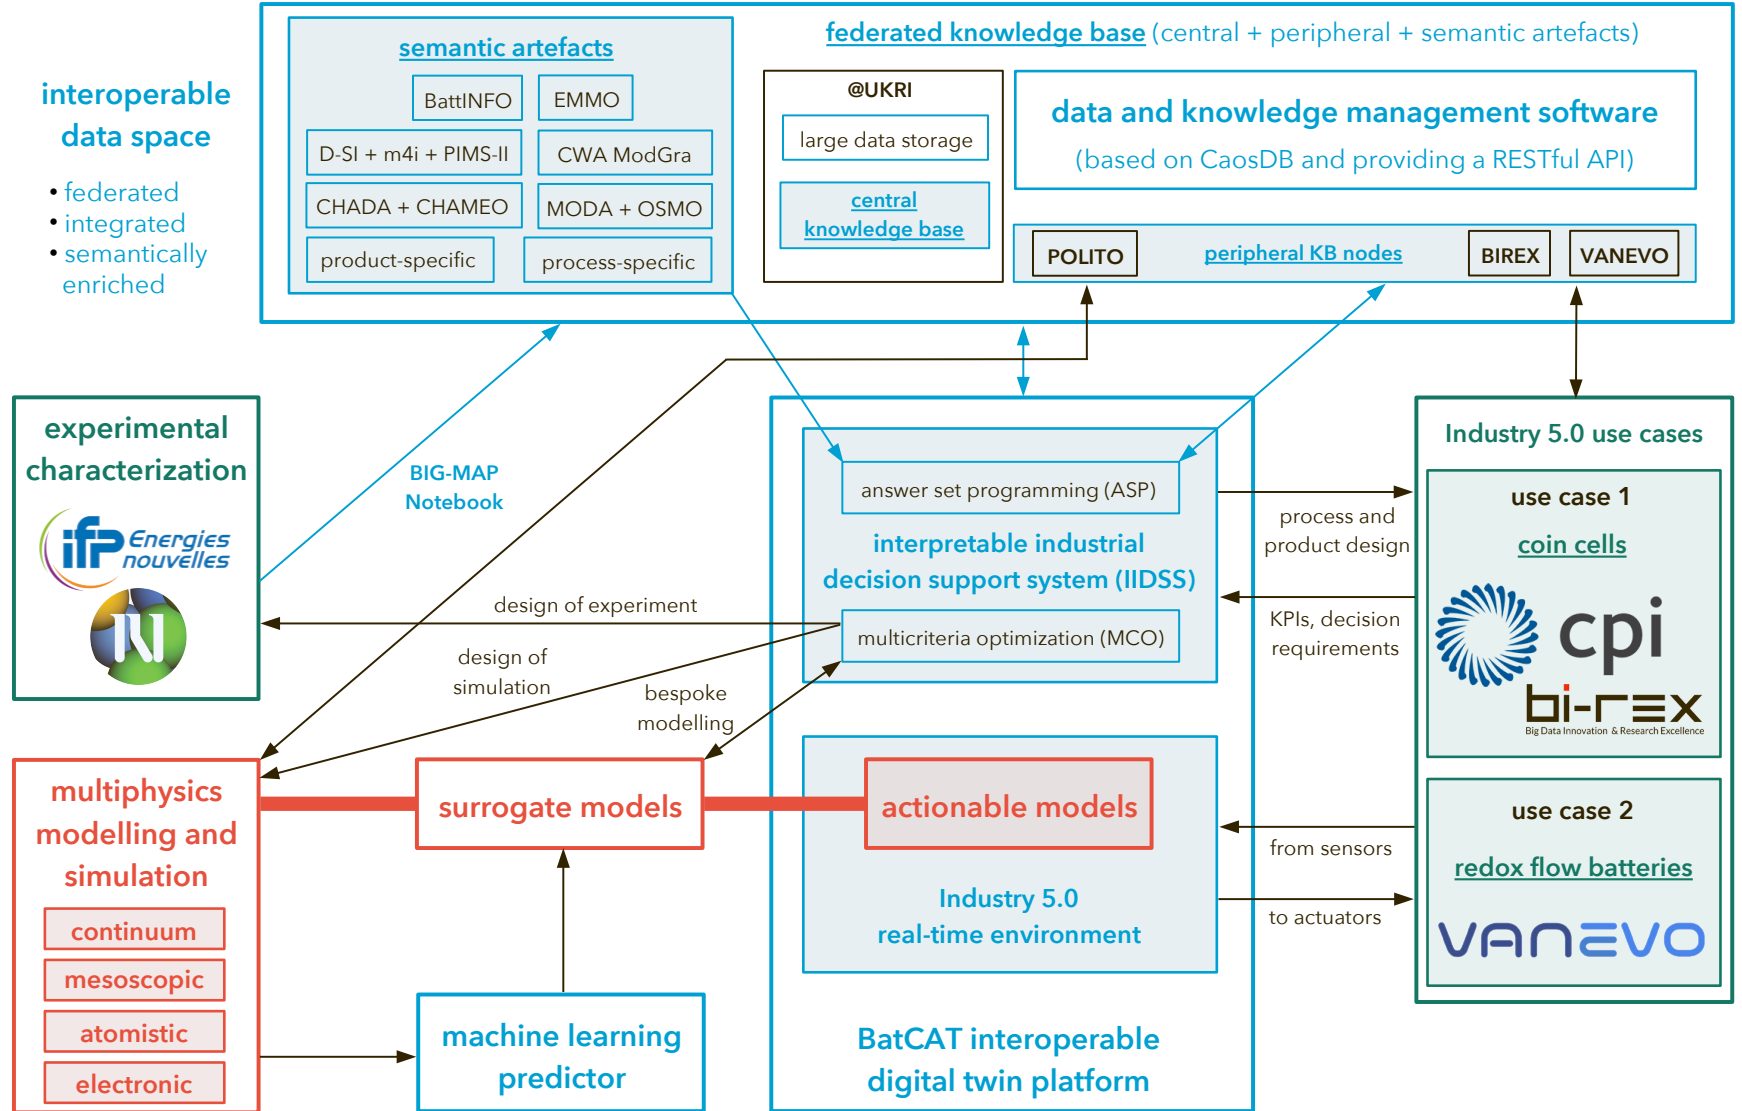 interoperable
data space
• federated
• integrated
• semantically
enriched
semantic artefacts
BattINFO
EMMO
D-SI + m4i + PIMS-II
CWA ModGra
CHADA + CHAMEO
MODA + OSMO
product-specific
process-specific
federated knowledge base (central + peripheral + semantic artefacts)
@UKRI
large data storage
central
knowledge base
data and knowledge management software
(based on CaosDB and providing a RESTful API)
POLITO
peripheral KB nodes
BIREX
VANEVO
experimental
characterization
ifp Energies
nouvelles
BIG-MAP
Notebook
design of experiment
design of
simulation
bespoke
modelling
answer set programming (ASP)
interpretable industrial
decision support system (IIDSS)
multicriteria optimization (MCO)
process and
product design
KPIs, decision
requirements
from sensors
to actuators
Industry 5.0 use cases
use case 1
coin cells
cpi
bi-rex
Big Data Innovation & Research Excellence
use case 2
redox flow batteries
VANEVO
multiphysics
modelling and
simulation
continuum
mesoscopic
atomistic
electronic
surrogate models
actionable models
Industry 5.0
real-time environment
machine learning
predictor
BatCAT interoperable
digital twin platform